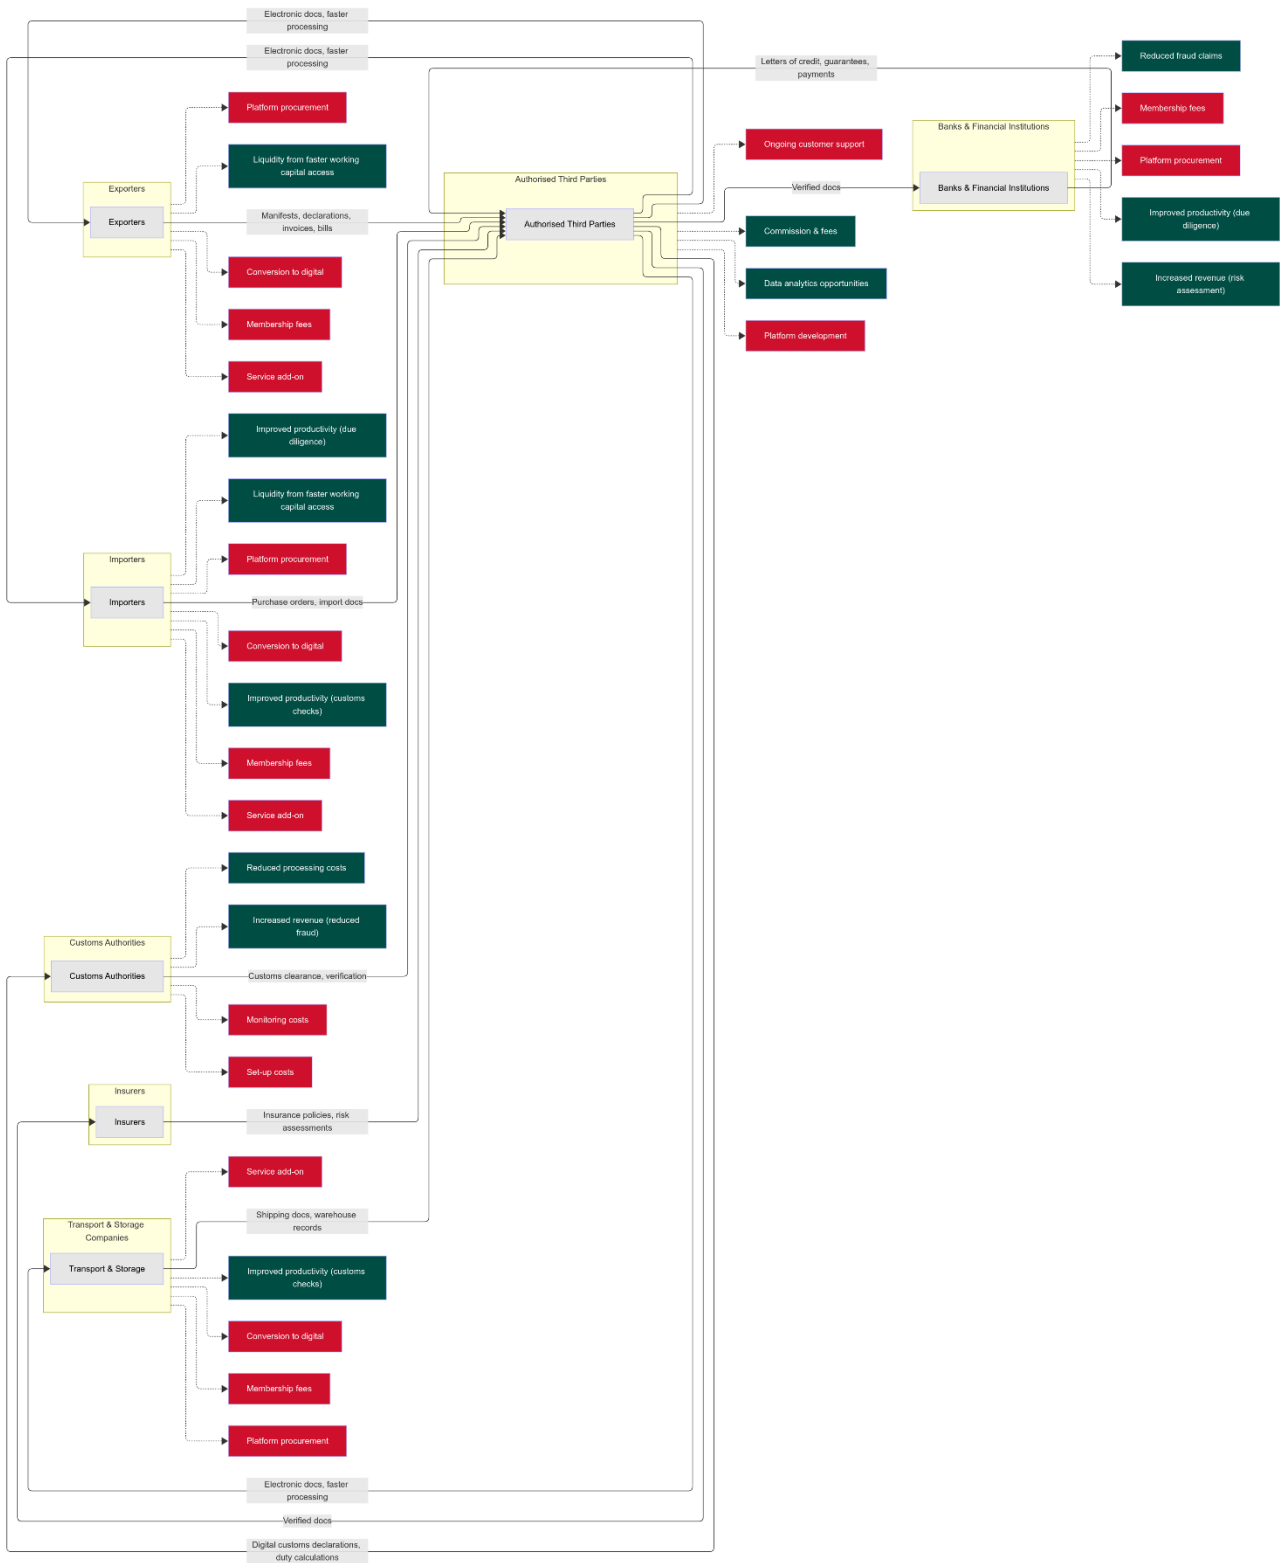 Electronic docs, faster
processing
Electronic docs, faster
processing
Letters of credit, guarantees,
payments
Reduced fraud claims
Platform procurement
Membership fees
Banks & Financial Institutions
Ongoing customer support
Liquidity from faster working
capital access
Platform procurement
Authorised Third Parties
Exporters
Verified docs
Banks & Financial Institutions
Exporters
Manifests, declarations,
invoices, bills
Authorised Third Parties
Commission & fees
Improved productivity (due
diligence)
Conversion to digital
Data analytics opportunities
Increased revenue (risk
assessment)
Membership fees
Platform development
Service add-on
Improved productivity (due
diligence)
Liquidity from faster working
capital access
Importers
Platform procurement
Importers
Purchase orders, import docs
Conversion to digital
Improved productivity (customs
checks)
Membership fees
Service add-on
Reduced processing costs
Increased revenue (reduced
fraud)
Customs Authorities
Customs Authorities
Customs clearance, verification
Monitoring costs
Set-up costs
Insurers
Insurers
Insurance policies, risk
assessments
Service add-on
Shipping docs, warehouse
records
Transport & Storage
Companies
Transport & Storage
Improved productivity (customs
checks)
Conversion to digital
Membership fees
Platform procurement
Electronic docs, faster
processing
Verified docs
Digital customs declarations,
duty calculations